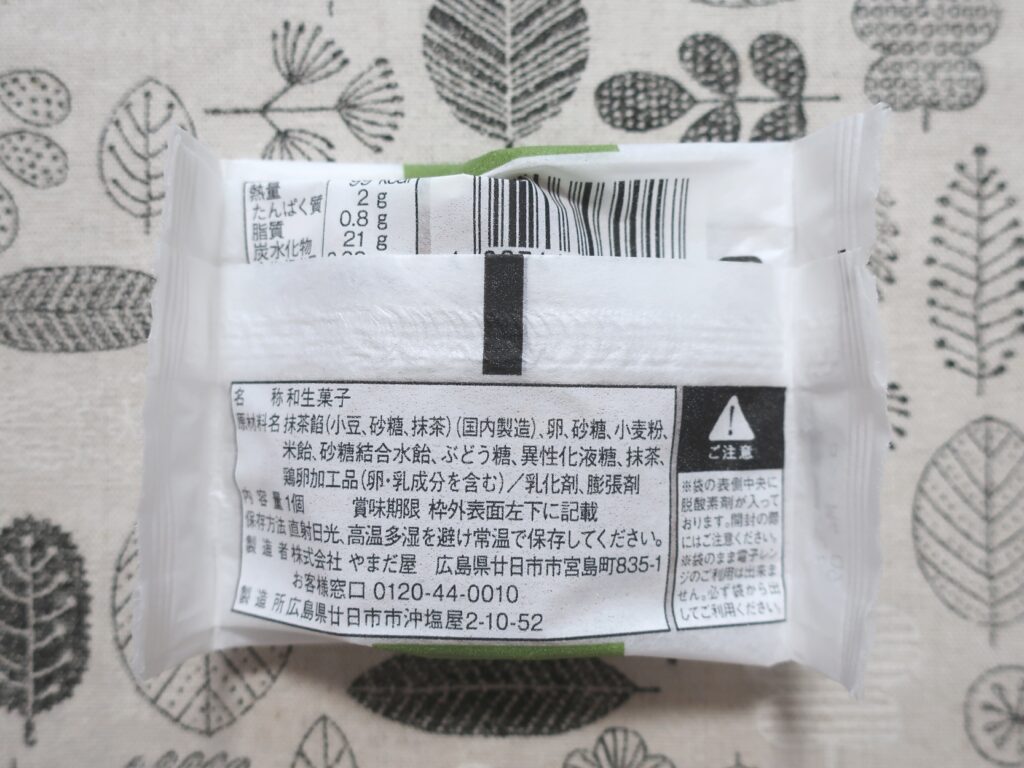 熱量
たんぱく質 2g
脂質 0.8g
炭水化物 21g
名 称 和生菓子
原材料名 抹茶餡(小豆、砂糖、抹茶)(国内製造)、卵、砂糖、小麦粉、
米飴、砂糖結合水飴、ぶどう糖、異性化液糖、抹茶、
鶏卵加工品(卵・乳成分を含む)/乳化剤、膨張剤
内容量 1個 賞味期限 枠外表面左下に記載
保存方法 直射日光、高温多湿を避け常温で保存してください。
製造者 株式会社 やまだ屋 広島県廿日市市宮島町835-1
お客様窓口 0120-44-0010
製造所 広島県廿日市市沖塩屋2-10-52
ご注意
※袋の表側中央に
脱酸素剤が入って
おります。開封の際
にはご注意ください。
※袋のまま電子レン
ジのご利用は出来ま
せん。必ず袋から出
してご利用ください。